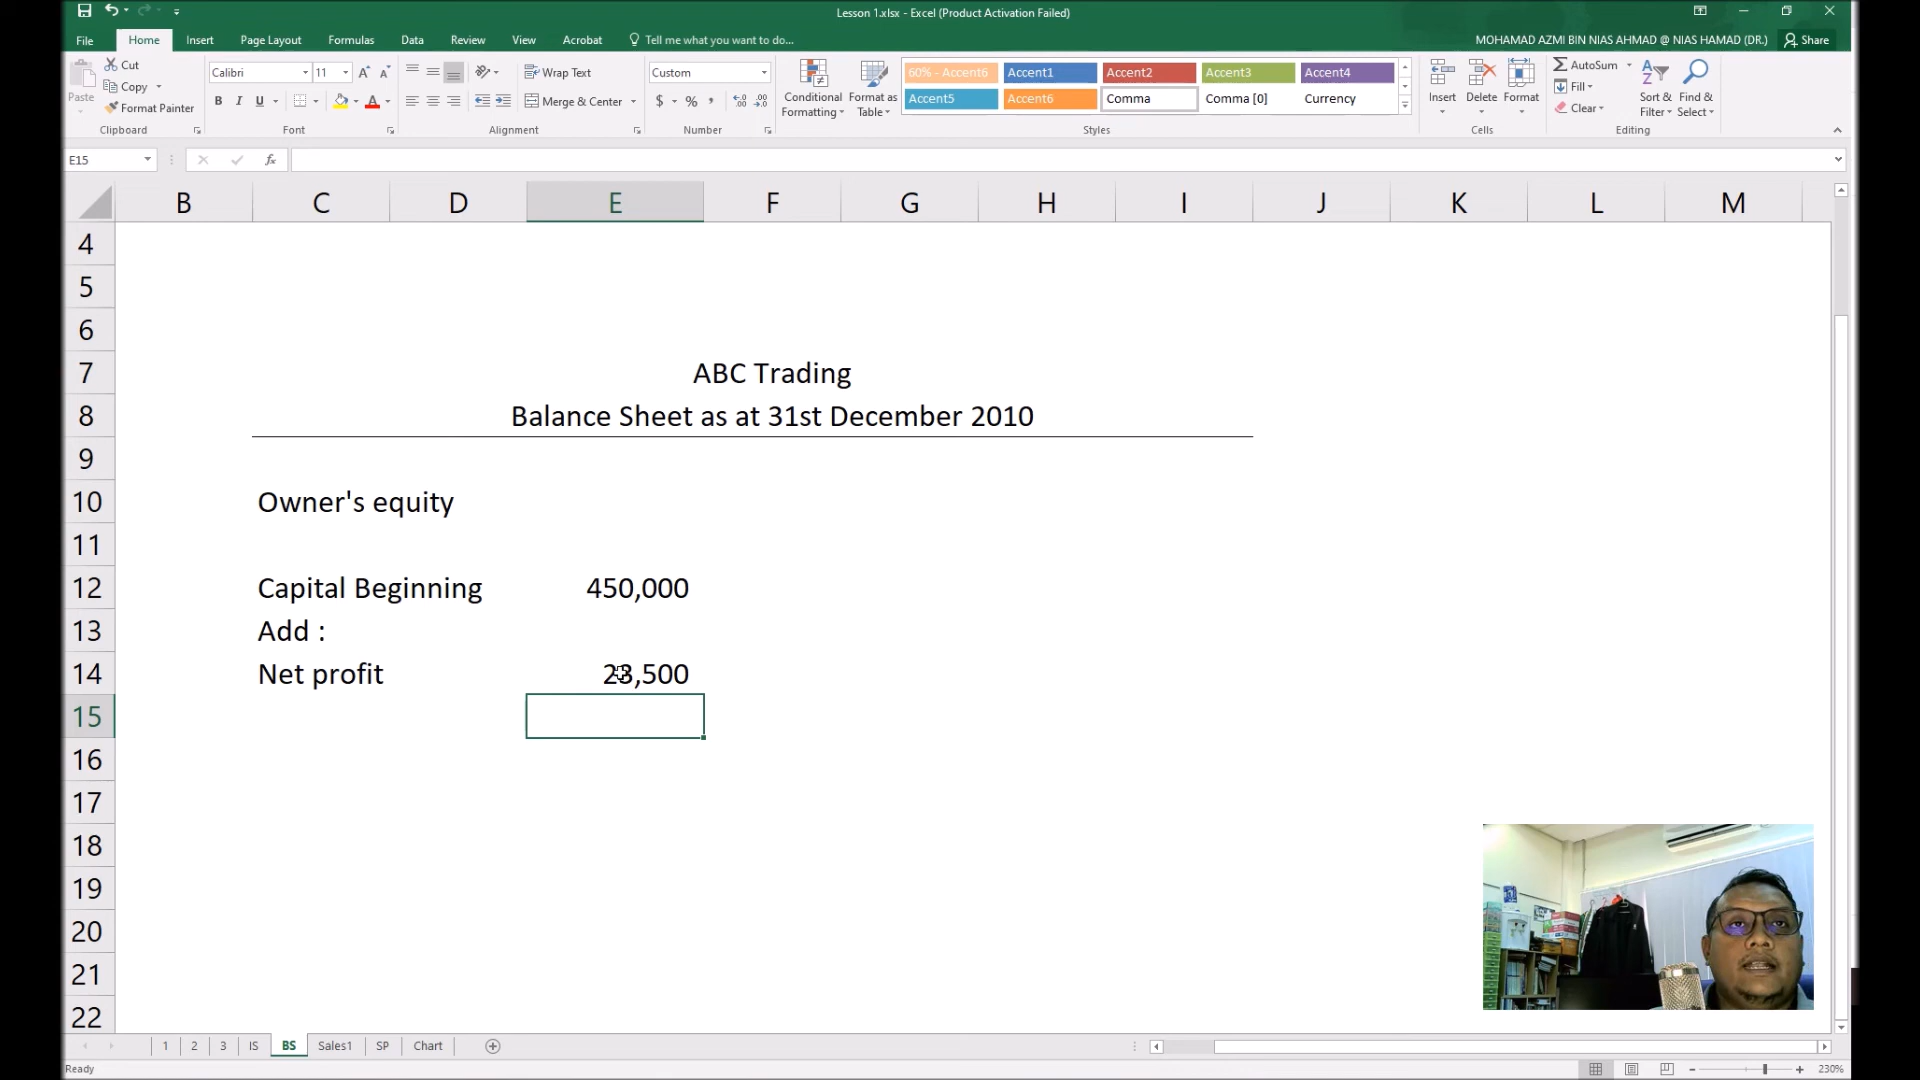 Lesson 1.xlsx - Excel (Product Activation Failed)
File Home Insert Page Layout Formulas Data Review View Acrobat Tell me what you want to do... MOHAMAD AZMI BIN NIAS AHMAD @ NIAS HAMAD (DR.) Share
Paste
Cut
Copy
Format Painter
Clipboard
Calibri 11
B I U
Font
Wrap Text
Merge & Center
Alignment
Custom
$ % ,
Number
Conditional Formatting
Format as Table
60% - Accent6 Accent1 Accent2 Accent3 Accent4
Accent5 Accent6 Comma Comma [0] Currency
Styles
Insert Delete Format
Cells
AutoSum
Fill
Clear
Sort & Filter
Find & Select
Editing
E15 fx
B C D E F G H I J K L M
4
5
6
7 ABC Trading
8 Balance Sheet as at 31st December 2010
9
10 Owner's equity
11
12 Capital Beginning 450,000
13 Add :
14 Net profit 23,500
15
16
17
18
19
20
21
22
1 2 3 IS BS Sales1 SP Chart
Ready 230%